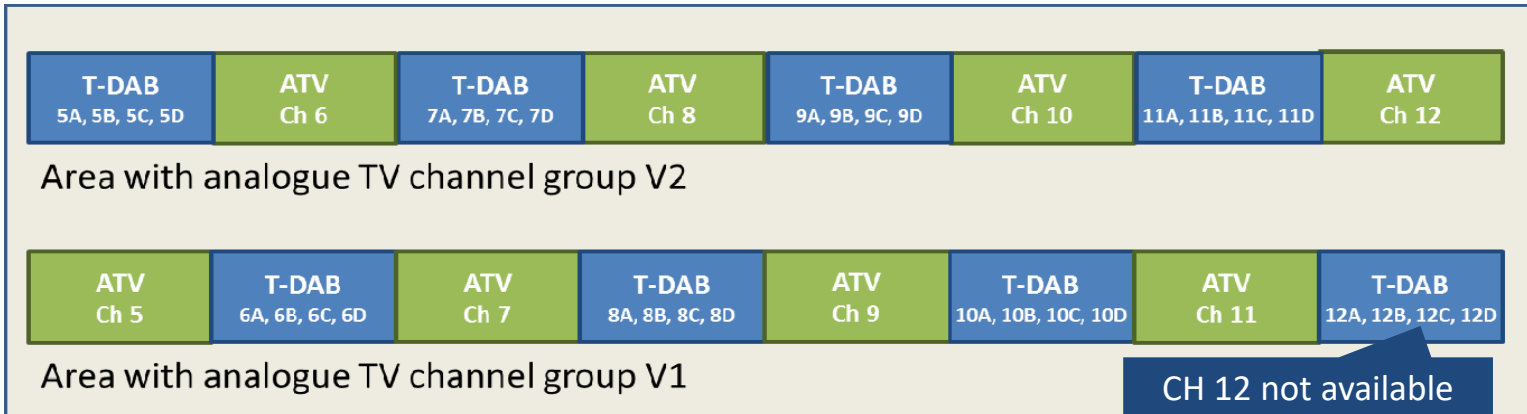 T-DAB
5A, 5B, 5C, 5D
ATV
Ch 6
T-DAB
7A, 7B, 7C, 7D
ATV
Ch 8
T-DAB
9A, 9B, 9C, 9D
ATV
Ch 10
T-DAB
11A, 11B, 11C, 11D
ATV
Ch 12
Area with analogue TV channel group V2
ATV
Ch 5
T-DAB
6A, 6B, 6C, 6D
ATV
Ch 7
T-DAB
8A, 8B, 8C, 8D
ATV
Ch 9
T-DAB
10A, 10B, 10C, 10D
ATV
Ch 11
T-DAB
12A, 12B, 12C, 12D
Area with analogue TV channel group V1
CH 12 not available